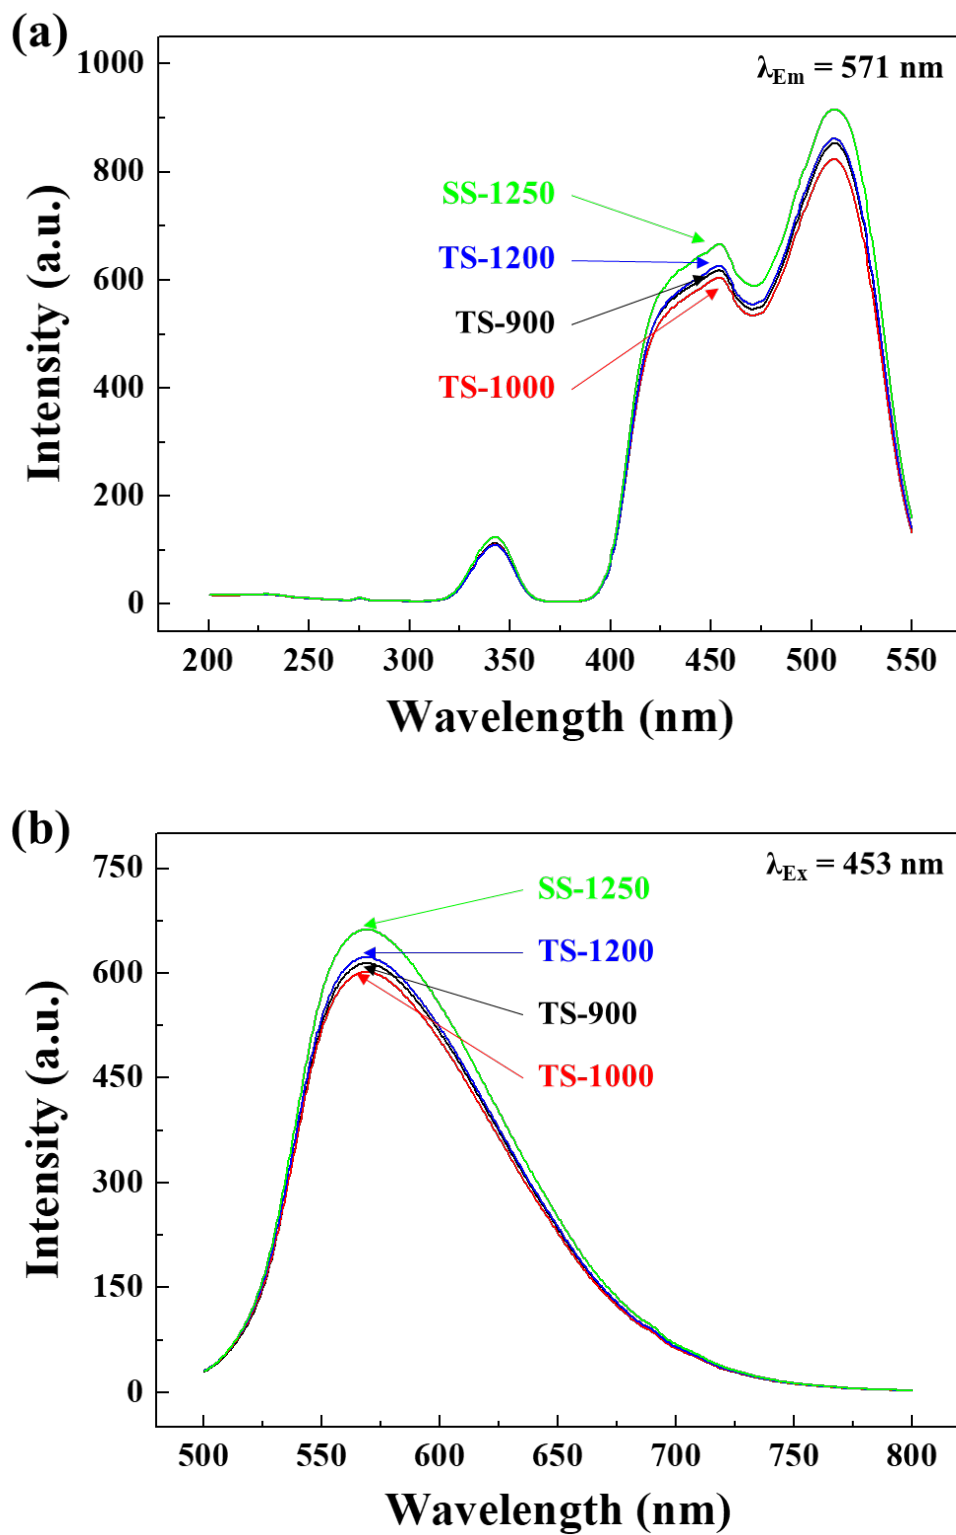 (a)
1000
λEm = 571 nm
800
SS-1250
TS-1200
600
TS-900
TS-1000
400
200
0
Intensity (a.u.)
200 250 300 350 400 450 500 550
Wavelength (nm)
(b)
750
λEx = 453 nm
SS-1250
TS-1200
600
TS-900
TS-1000
450
300
150
0
Intensity (a.u.)
500 550 600 650 700 750 800
Wavelength (nm)